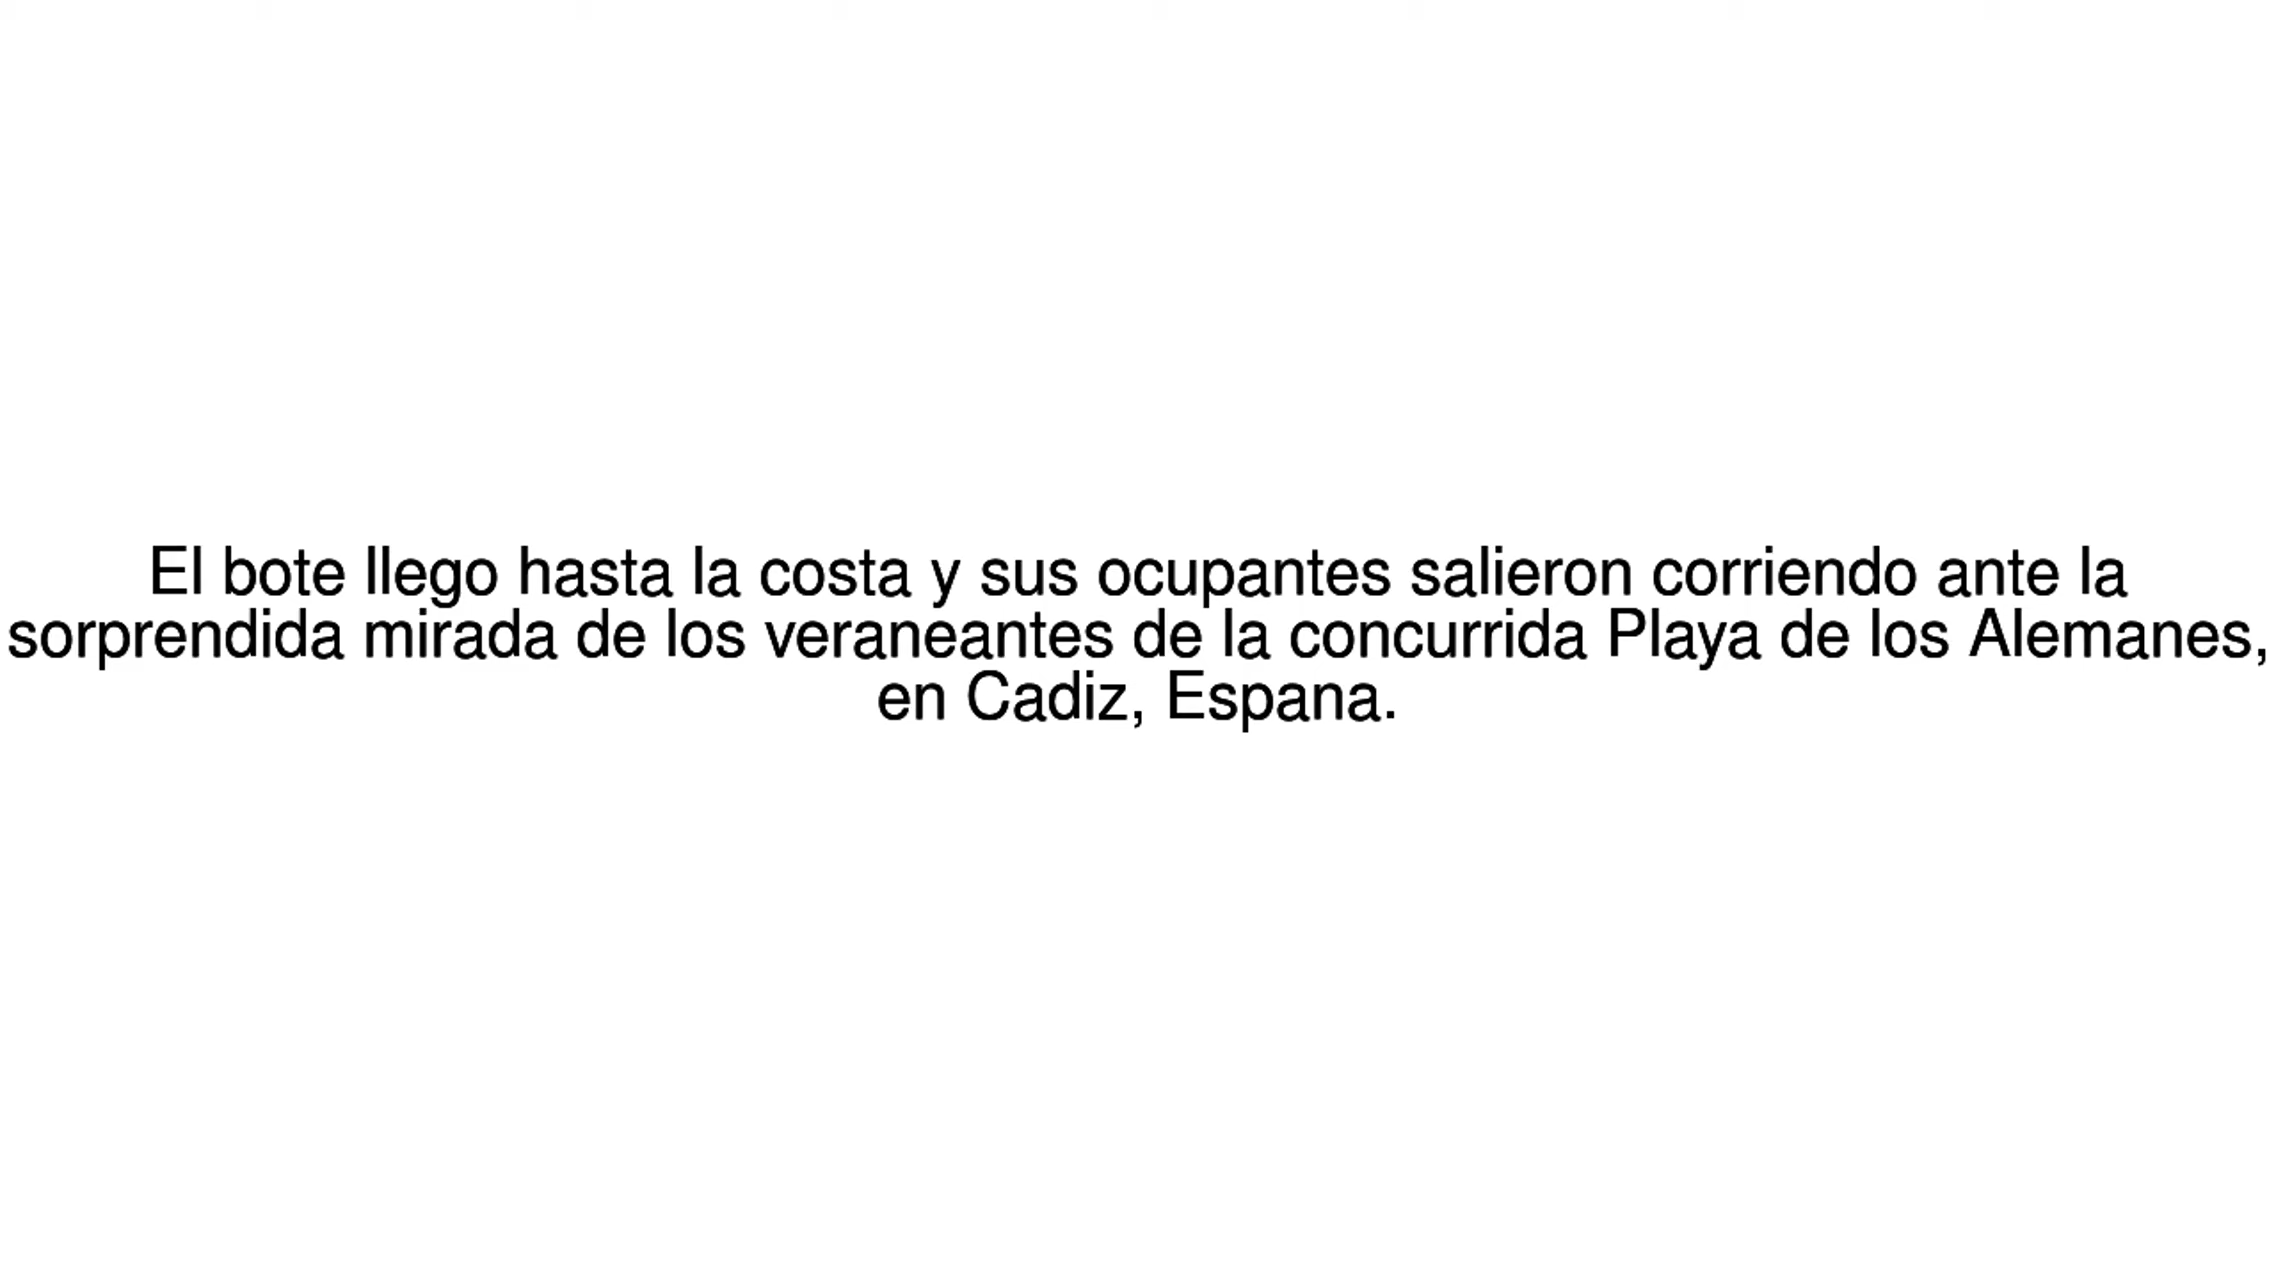 El bote llego hasta la costa y sus ocupantes salieron corriendo ante la
sorprendida mirada de los veraneantes de la concurrida Playa de los Alemanes,
en Cadiz, Espana.